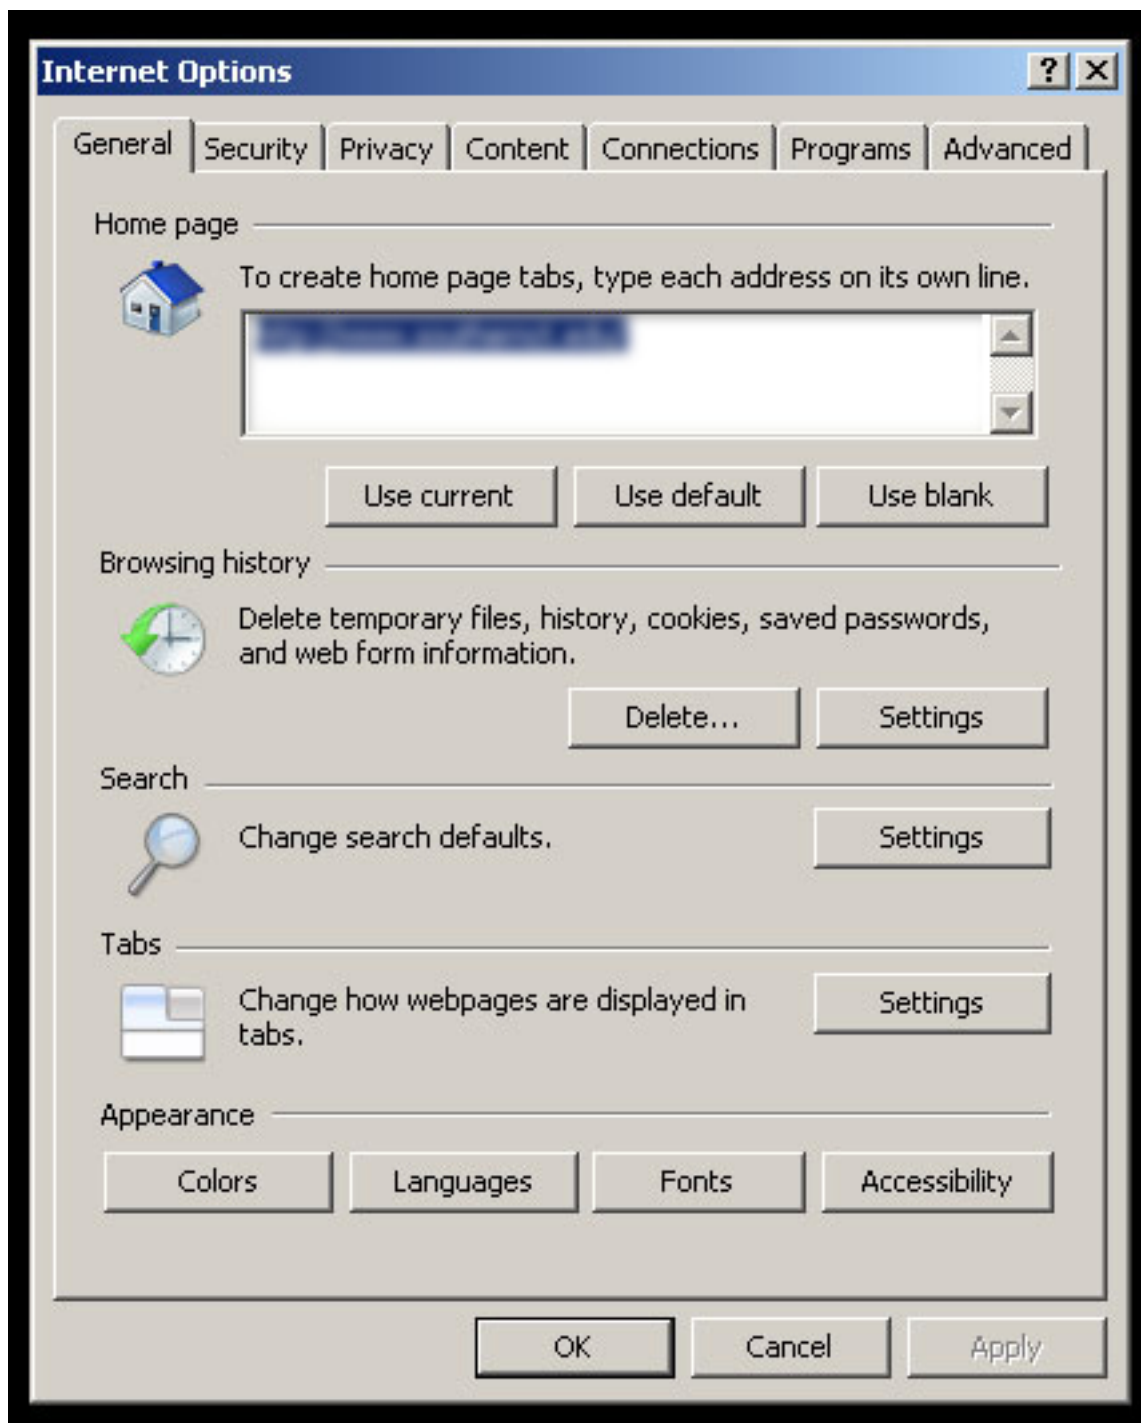 Internet Options
General Security Privacy Content Connections Programs Advanced
Home page
To create home page tabs, type each address on its own line.
Use current Use default Use blank
Browsing history
Delete temporary files, history, cookies, saved passwords,
and web form information.
Delete... Settings
Search
Change search defaults. Settings
Tabs
Change how webpages are displayed in
tabs.
Settings
Appearance
Colors Languages Fonts Accessibility
OK Cancel Apply